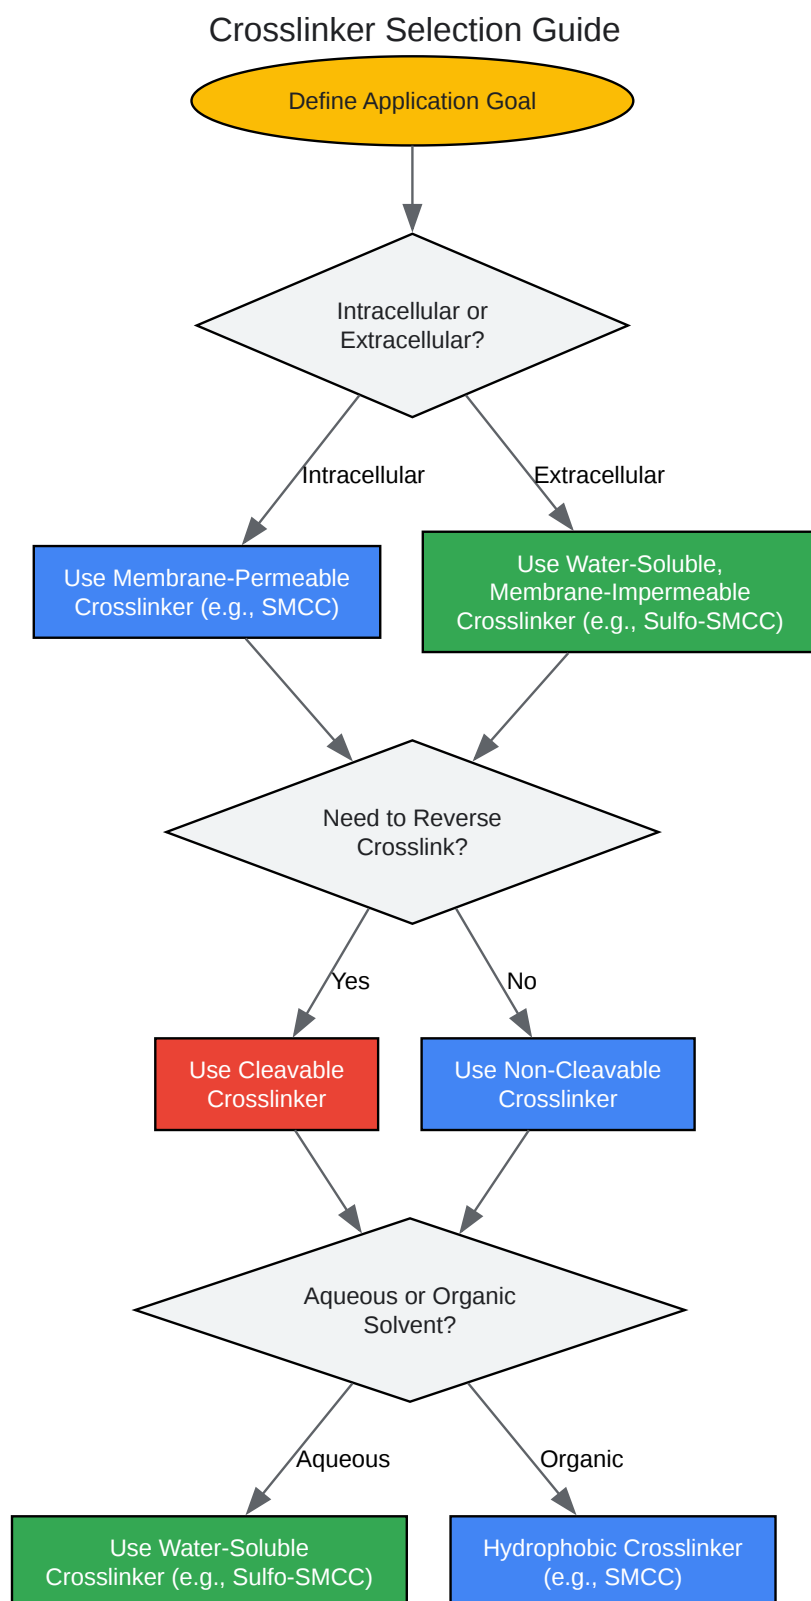 Crosslinker Selection Guide
Define Application Goal
Intracellular or
Extracellular?
Intracellular
Extracellular
Use Membrane-Permeable
Crosslinker (e.g., SMCC)
Use Water-Soluble,
Membrane-Impermeable
Crosslinker (e.g., Sulfo-SMCC)
Need to Reverse
Crosslink?
Yes
No
Use Cleavable
Crosslinker
Use Non-Cleavable
Crosslinker
Aqueous or Organic
Solvent?
Aqueous
Organic
Use Water-Soluble
Crosslinker (e.g., Sulfo-SMCC)
Hydrophobic Crosslinker
(e.g., SMCC)